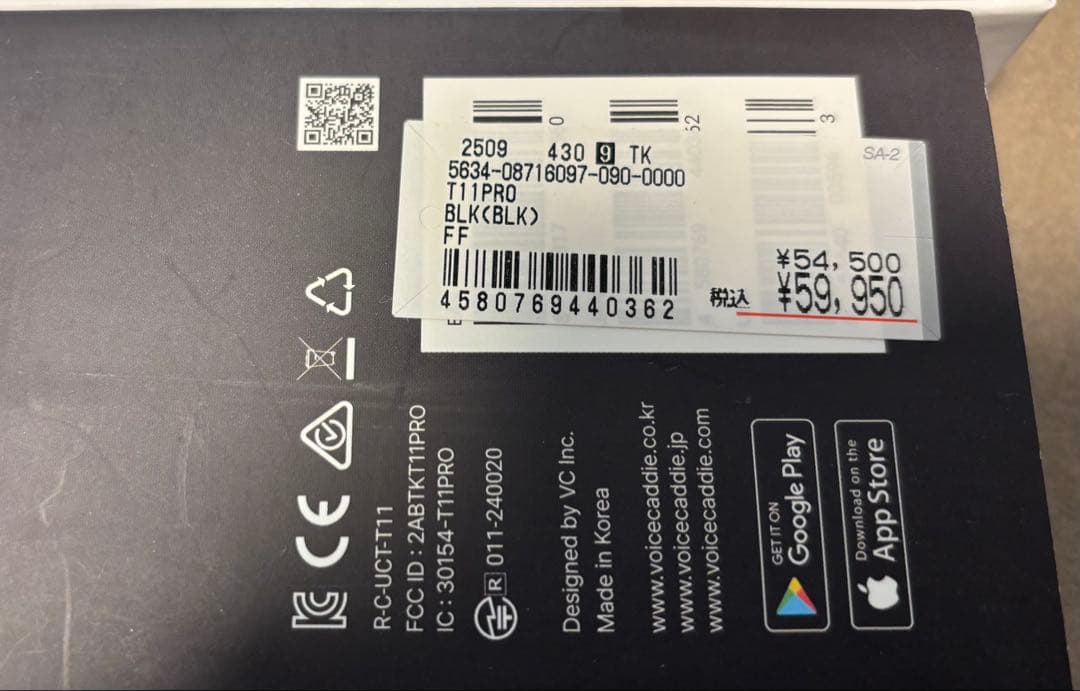 2509 430 9 TK
5634-08716097-090-0000
T11PRO
BLK(BLK)
FF
4580769440362
SA-2
¥54,500
税込 ¥59,950
0
52
3
R-C-UCT-T11
FCC ID : 2ABTKT11PRO
IC : 30154-T11PRO
R 011-240020
Designed by VC Inc.
Made in Korea
www.voicecaddie.co.kr
www.voicecaddie.jp
www.voicecaddie.com
GET IT ON
Google Play
Download on the
App Store